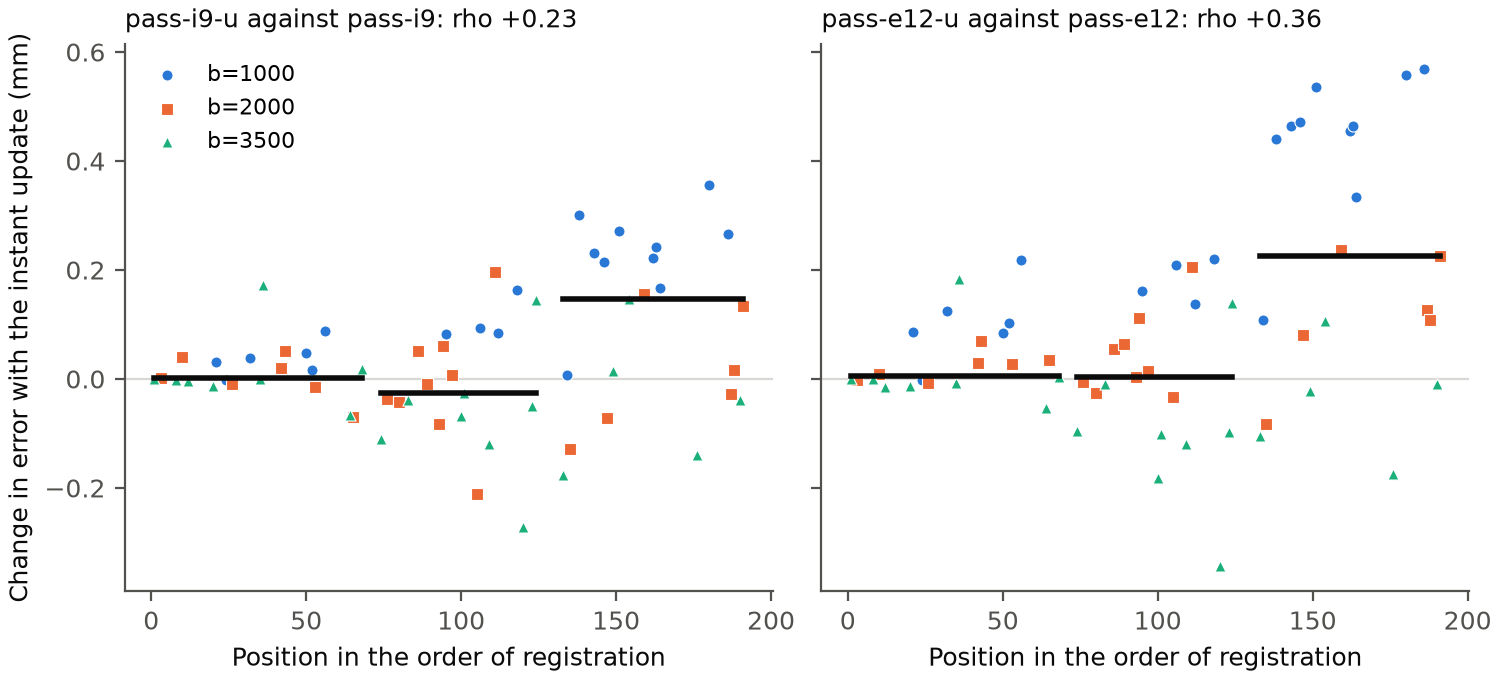 pass-i9-u against pass-i9: rho +0.23
pass-e12-u against pass-e12: rho +0.36
Change in error with the instant update (mm)
0.6
0.4
0.2
0.0
−0.2
b=1000
b=2000
b=3500
0 50 100 150 200
0 50 100 150 200
Position in the order of registration
Position in the order of registration